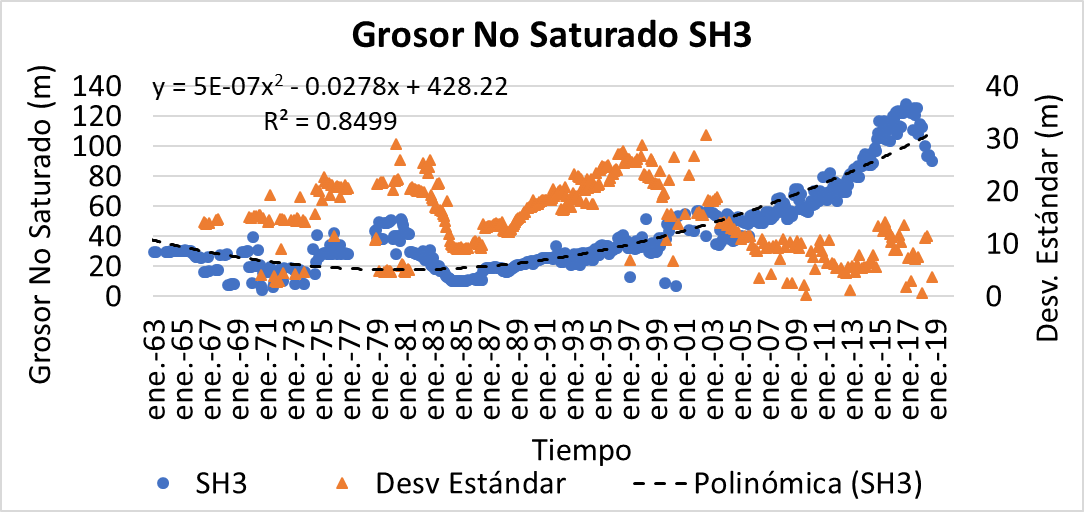 Grosor No Saturado SH3
y = 5E-07x² - 0.0278x + 428.22
R² = 0.8499
Grosor No Saturado (m)
140
120
100
80
60
40
20
0
40
30
20
10
0
Desv. Estándar (m)
ene.-63
ene.-65
ene.-67
ene.-69
ene.-71
ene.-73
ene.-75
ene.-77
ene.-79
ene.-81
ene.-83
ene.-85
ene.-87
ene.-89
ene.-91
ene.-93
ene.-95
ene.-97
ene.-99
ene.-01
ene.-03
ene.-05
ene.-07
ene.-09
ene.-11
ene.-13
ene.-15
ene.-17
ene.-19
Tiempo
SH3 Desv Estándar Polinómica (SH3)